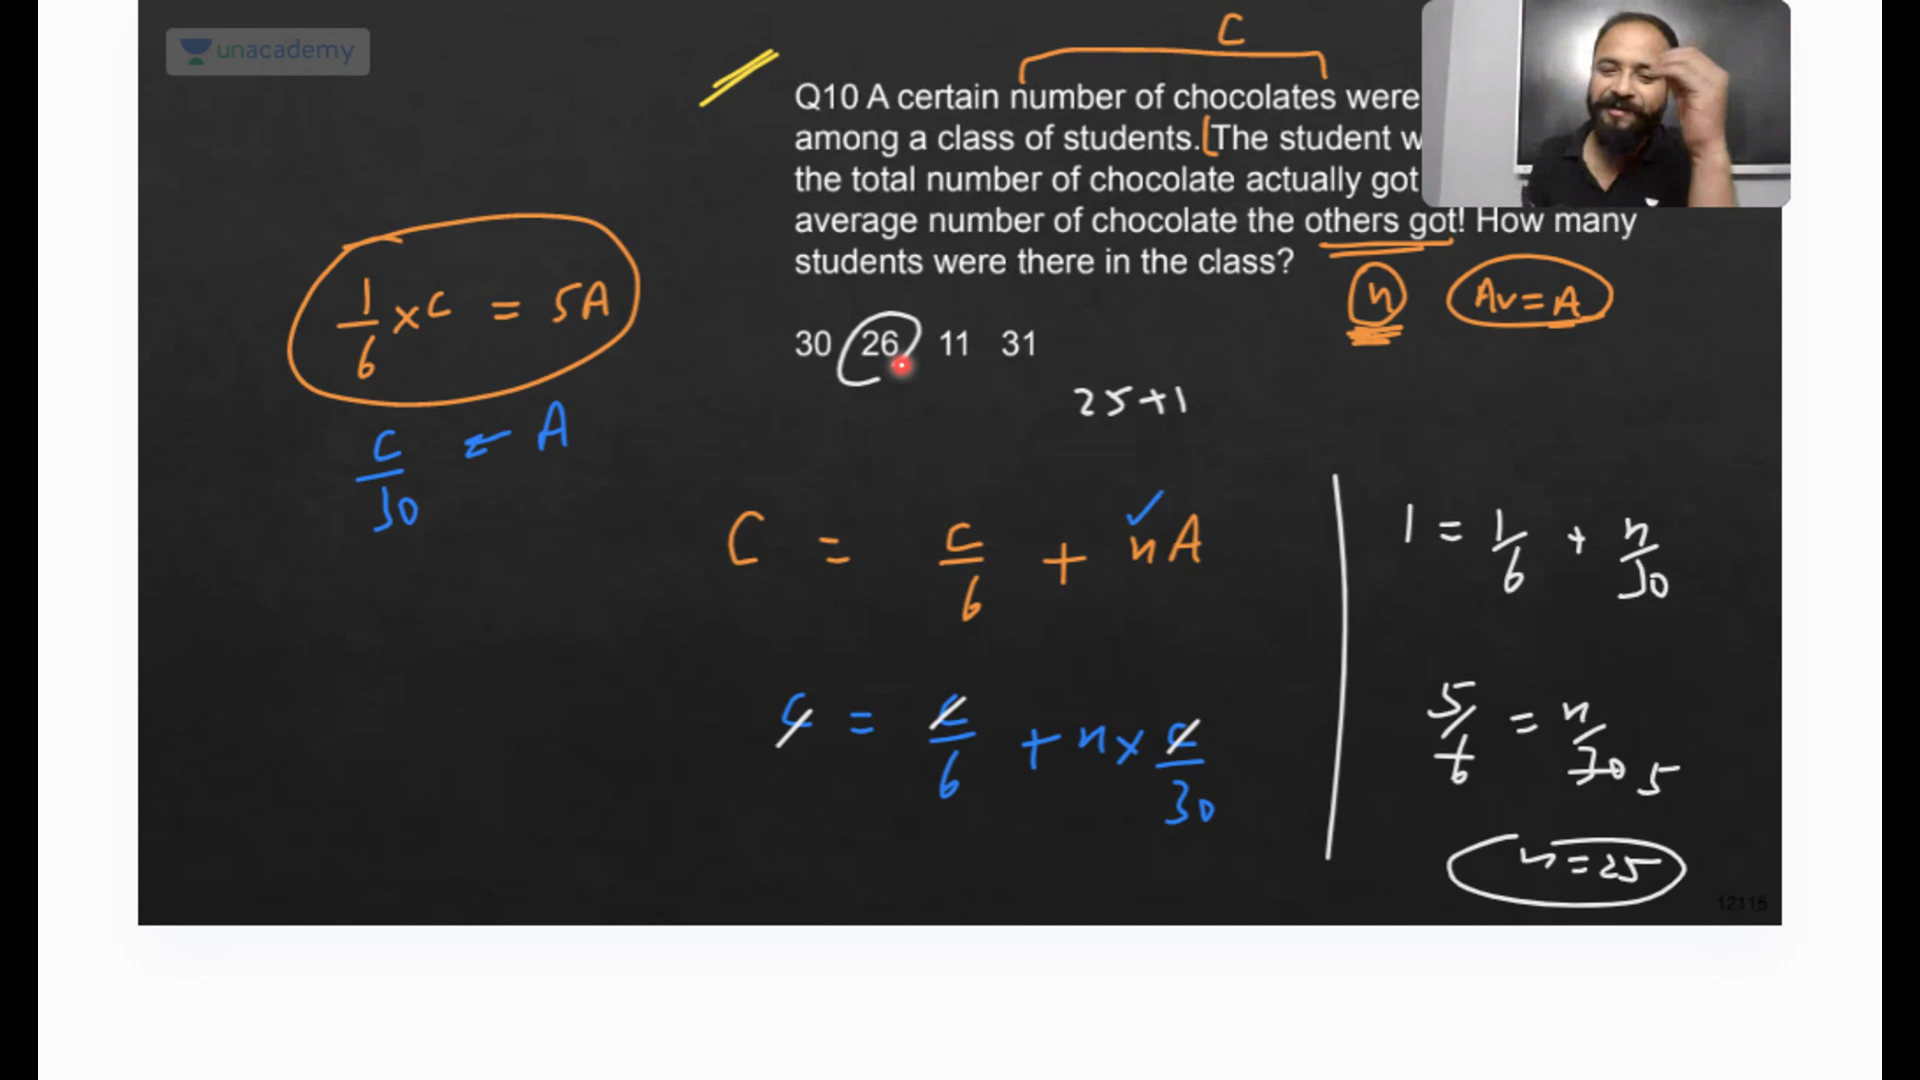 unacademy
C
Q10 A certain number of chocolates were
among a class of students. The student w
the total number of chocolate actually got
average number of chocolate the others got! How many
students were there in the class?
n Av = A
30 26 11 31
25+1
1/6 × C = 5A
C/30 = A
C = C/6 + nA
C = C/6 + n × C/30
1 = 1/6 + n/30
5/6 = n/30 5
n = 25
12115